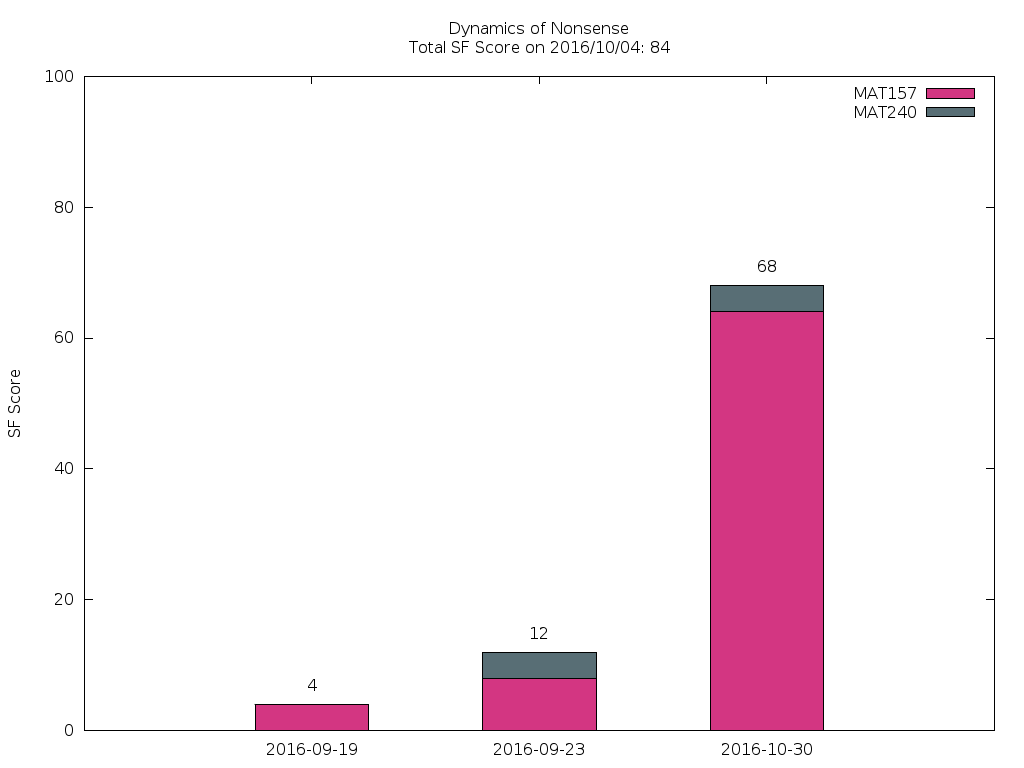 Dynamics of Nonsense
Total SF Score on 2016/10/04: 84
100
80
60
40
20
0
SF Score
MAT157
MAT240
4
12
68
2016-09-19
2016-09-23
2016-10-30